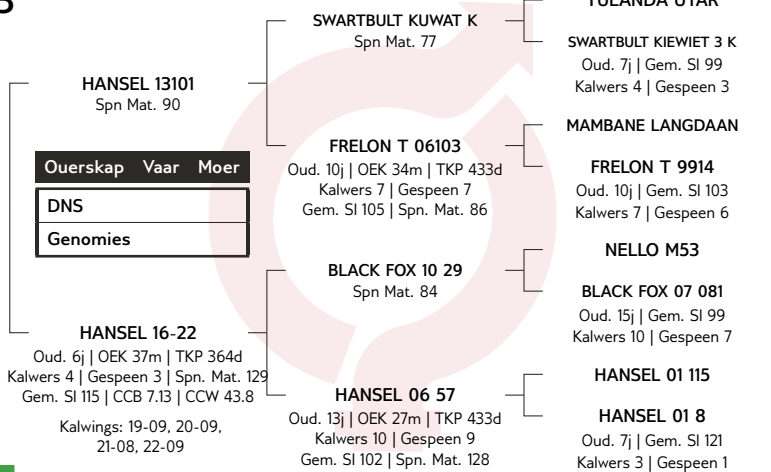 HANSEL 13101
Spn Mat. 90
Ouerskap Vaar Moer
DNS
Genomies
HANSEL 16-22
Oud. 6j | OEK 37m | TKP 364d
Kalwers 4 | Gespeen 3 | Spn. Mat. 129
Gem. SI 115 | CCB 7.13 | CCW 43.8
Kalwings: 19-09, 20-09,
21-08, 22-09
SWARTBULT KUWAT K
Spn Mat. 77
FRELON T 06103
Oud. 10j | OEK 34m | TKP 433d
Kalwers 7 | Gespeen 7
Gem. SI 105 | Spn. Mat. 86
BLACK FOX 10 29
Spn Mat. 84
HANSEL 06 57
Oud. 13j | OEK 27m | TKP 433d
Kalwers 10 | Gespeen 9
Gem. SI 102 | Spn. Mat. 128
SWARTBULT KIEWIET 3 K
Oud. 7j | Gem. SI 99
Kalwers 4 | Gespeen 3
MAMBANE LANGDAAN
FRELON T 9914
Oud. 10j | Gem. SI 103
Kalwers 7 | Gespeen 6
NELLO M53
BLACK FOX 07 081
Oud. 15j | Gem. SI 99
Kalwers 10 | Gespeen 7
HANSEL 01 115
HANSEL 01 8
Oud. 7j | Gem. SI 121
Kalwers 3 | Gespeen 1